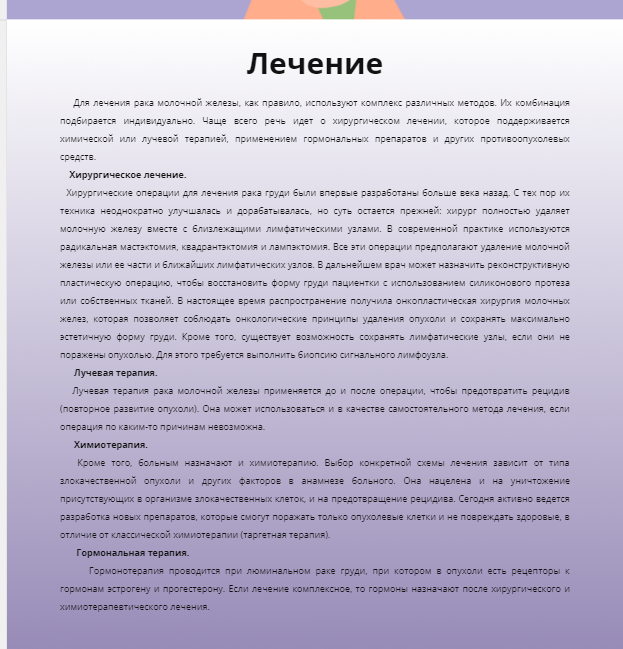 Лечение
Для лечения рака молочной железы, как правило, используют комплекс различных методов. Их комбинация
подбирается индивидуально. Чаще всего речь идет о хирургическом лечении, которое поддерживается
химической или лучевой терапией, применением гормональных препаратов и других противоопухолевых
средств.
Хирургическое лечение.
Хирургические операции для лечения рака груди были впервые разработаны больше века назад. С тех пор их
техника неоднократно улучшалась и дорабатывалась, но суть остается прежней: хирург полностью удаляет
молочную железу вместе с близлежащими лимфатическими узлами. В современной практике используются
радикальная мастэктомия, квадрантэктомия и лампэктомия. Все эти операции предполагают удаление молочной
железы или ее части и ближайших лимфатических узлов. В дальнейшем врач может назначить реконструктивную
пластическую операцию, чтобы восстановить форму груди пациентки с использованием силиконового протеза
или собственных тканей. В настоящее время распространение получила онкопластическая хирургия молочных
желез, которая позволяет соблюдать онкологические принципы удаления опухоли и сохранять максимально
эстетичную форму груди. Кроме того, существует возможность сохранять лимфатические узлы, если они не
поражены опухолью. Для этого требуется выполнить биопсию сигнального лимфоузла.
Лучевая терапия.
Лучевая терапия рака молочной железы применяется до и после операции, чтобы предотвратить рецидив
(повторное развитие опухоли). Она может использоваться и в качестве самостоятельного метода лечения, если
операция по каким-то причинам невозможна.
Химиотерапия.
Кроме того, больным назначают и химиотерапию. Выбор конкретной схемы лечения зависит от типа
злокачественной опухоли и других факторов в анамнезе больного. Она нацелена и на уничтожение
присутствующих в организме злокачественных клеток, и на предотвращение рецидива. Сегодня активно ведется
разработка новых препаратов, которые смогут поражать только опухолевые клетки и не повреждать здоровые, в
отличие от классической химиотерапии (таргетная терапия).
Гормональная терапия.
Гормонотерапия проводится при люминальном раке груди, при котором в опухоли есть рецепторы к
гормонам эстрогену и прогестерону. Если лечение комплексное, то гормоны назначают после хирургического и
химиотерапевтического лечения.